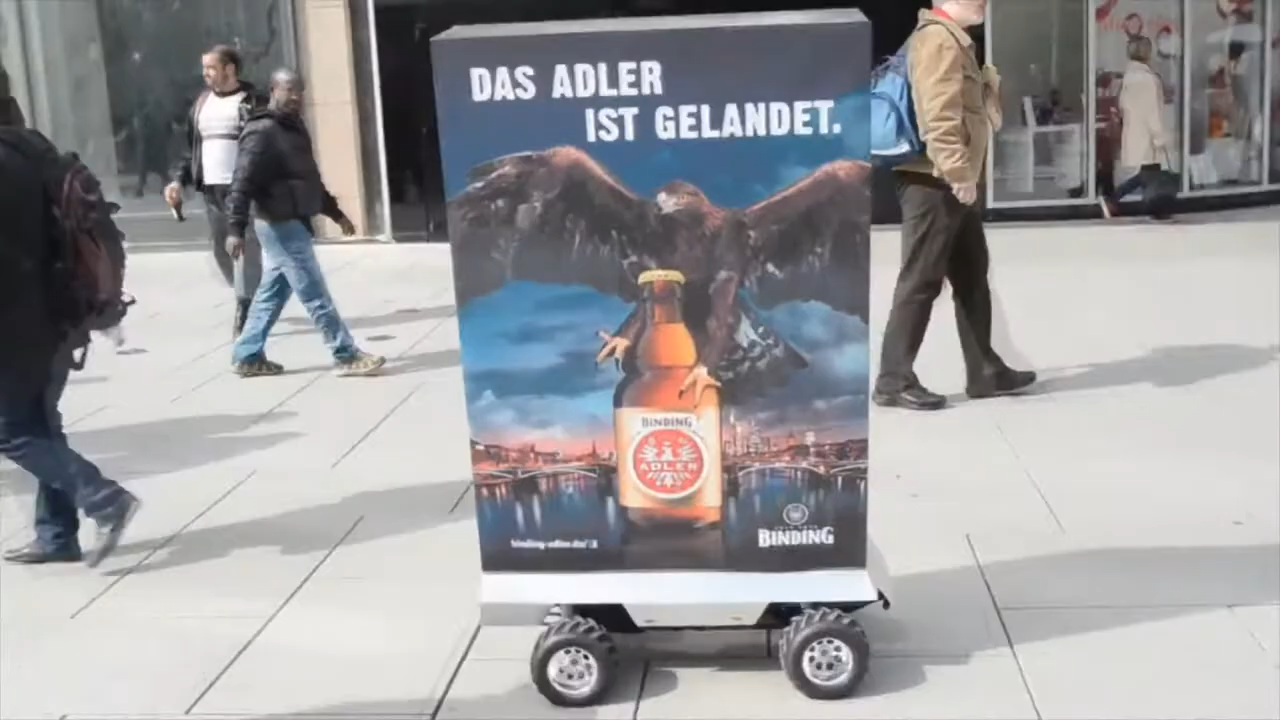 DAS ADLER
IST GELANDET.
BINDING
ADLER
BINDING